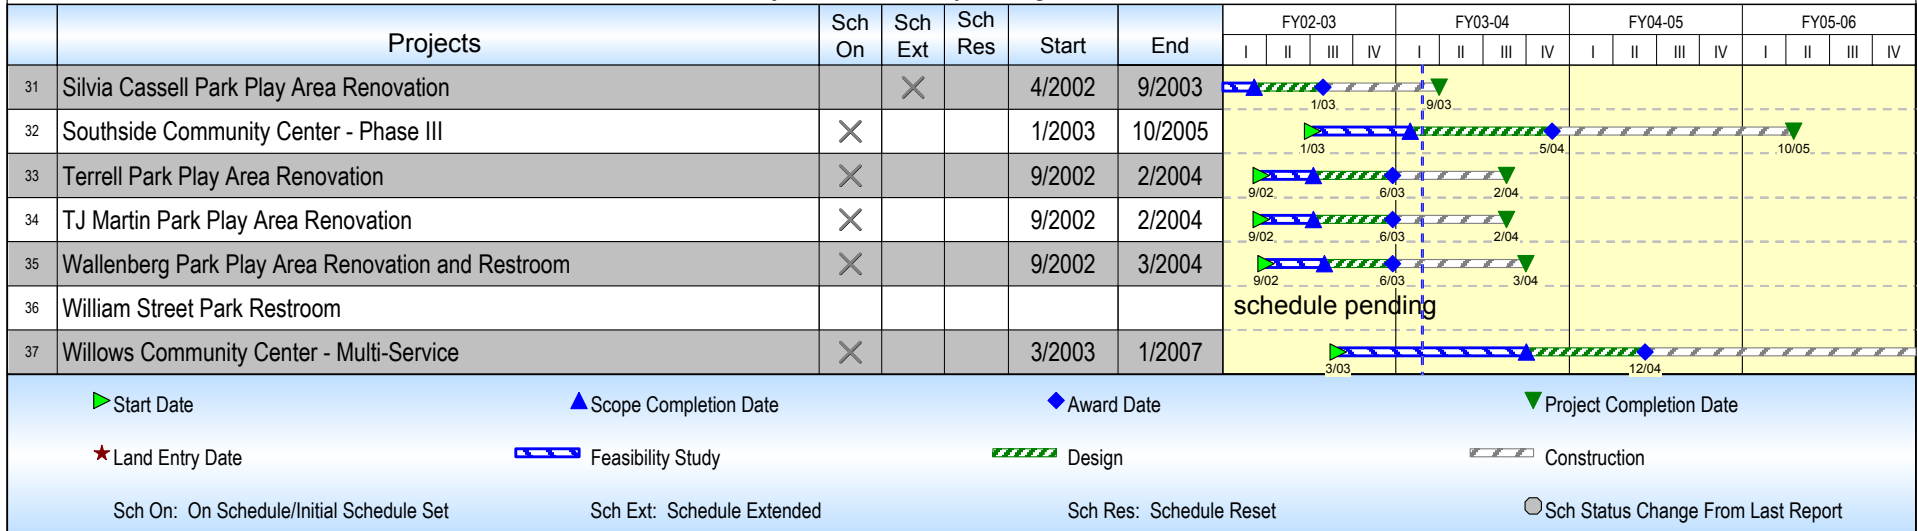 Projects Sch On Sch Ext Sch Res Start End FY02-03 FY03-04 FY04-05 FY05-06
I II III IV I II III IV I II III IV I II III IV
31 Silvia Cassell Park Play Area Renovation 4/2002 9/2003 1/03 9/03
32 Southside Community Center - Phase III 1/2003 10/2005 1/03 5/04 10/05
33 Terrell Park Play Area Renovation 9/2002 2/2004 9/02 6/03 2/04
34 TJ Martin Park Play Area Renovation 9/2002 2/2004 9/02 6/03 2/04
35 Wallenberg Park Play Area Renovation and Restroom 9/2002 3/2004 9/02 6/03 3/04
36 William Street Park Restroom schedule pending
37 Willows Community Center - Multi-Service 3/2003 1/2007 3/03 12/04
Start Date Scope Completion Date Award Date Project Completion Date
Land Entry Date Feasibility Study Design Construction
Sch On: On Schedule/Initial Schedule Set Sch Ext: Schedule Extended Sch Res: Schedule Reset Sch Status Change From Last Report